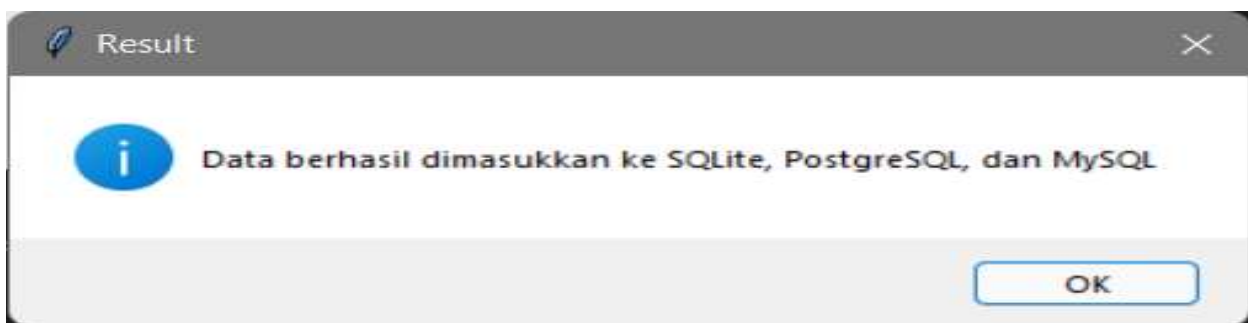 Result
Data berhasil dimasukkan ke SQLite, PostgreSQL, dan MySQL
OK